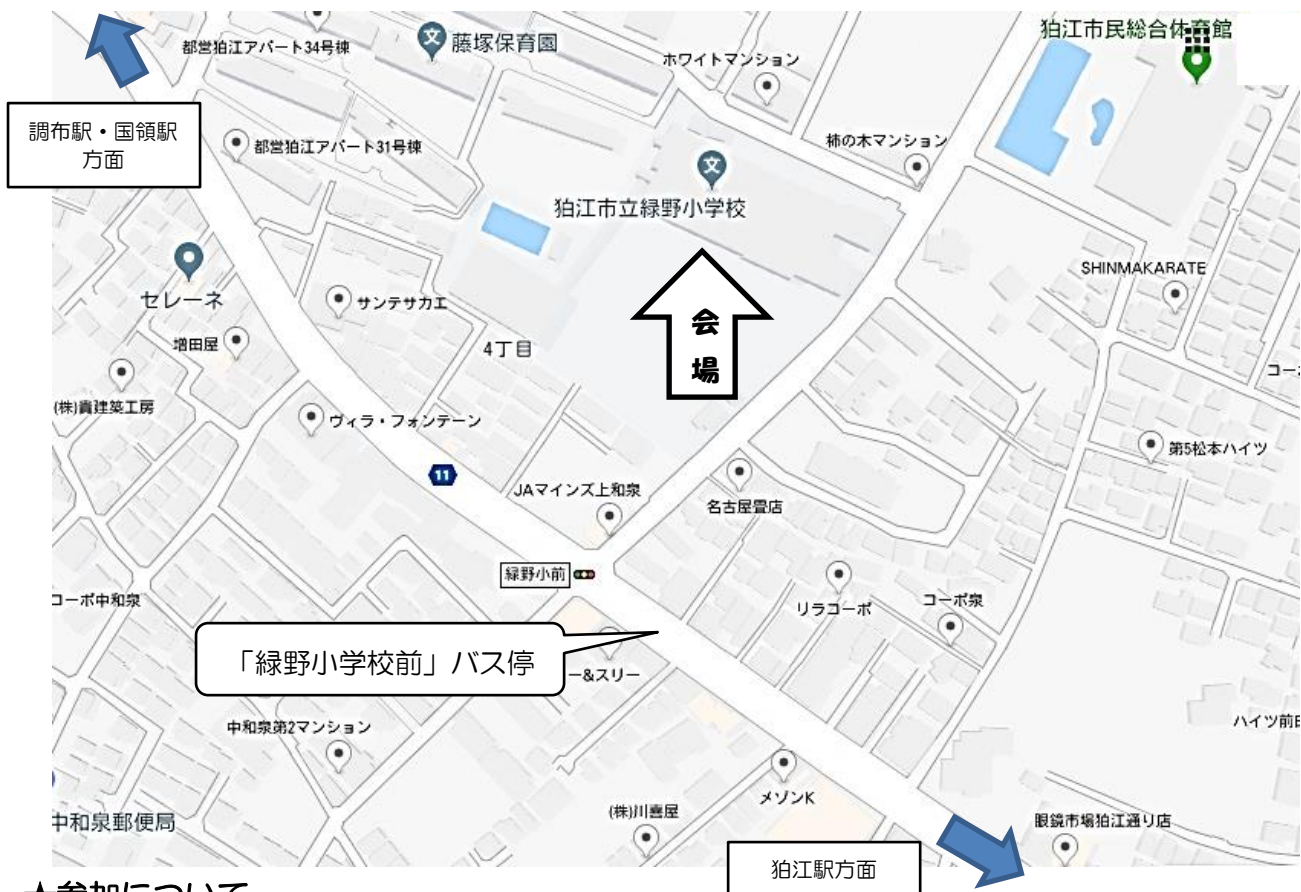 狛江市民総合体育館
都営狛江アパート34号棟
藤塚保育園
ホワイトマンション
調布駅・国領駅
方面
都営狛江アパート31号棟
柿の木マンション
狛江市立緑野小学校
SHINMAKARATE
セレーネ
サンテサカエ
会
場
増田屋
4丁目
コーポ
(株)貴建築工房
ヴィラ・フォンテーン
第5松本ハイツ
11
JAマインズ上和泉
名古屋畳店
緑野小前
コーポ中和泉
リラコーポ
コーポ泉
「緑野小学校前」バス停
ー&スリー
中和泉第2マンション
ハイツ前田
メゾンK
(株)川喜屋
中和泉郵便局
眼鏡市場狛江通り店
狛江駅方面
★参加について